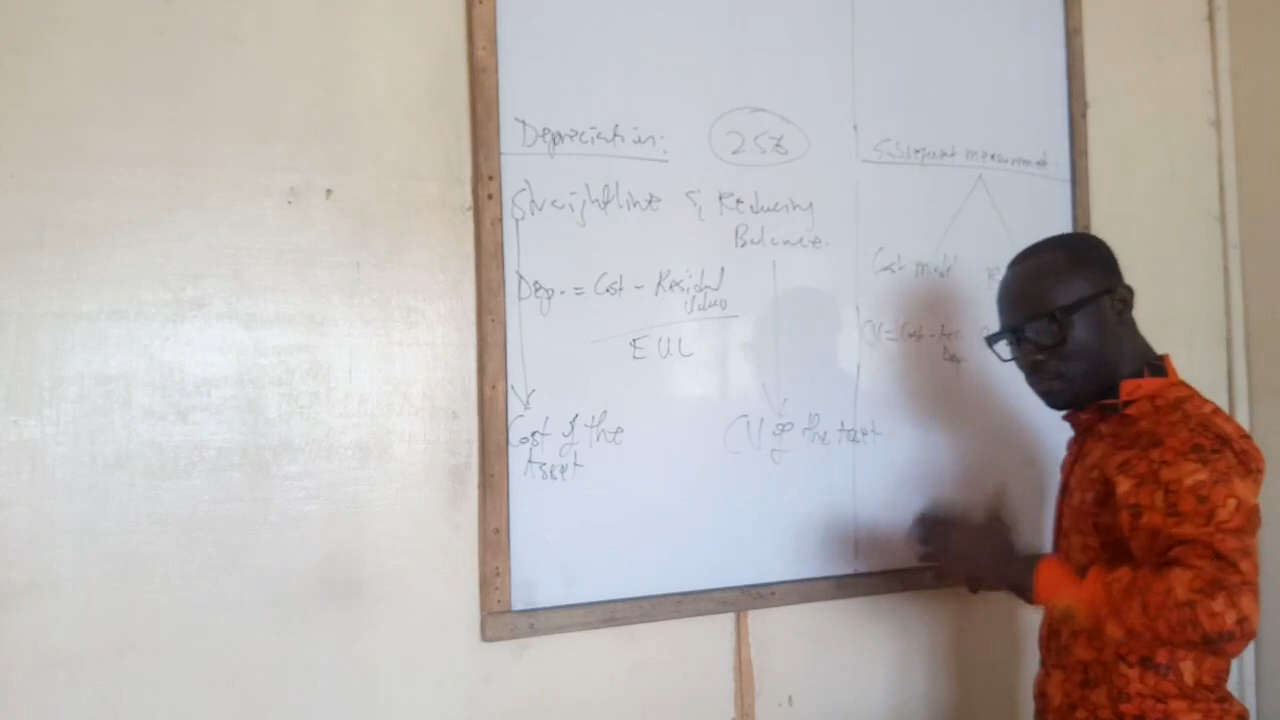 Depreciation:
25%
Straightline & Reducing
Balance.
Dep. = Cost - Residual
Value
EUL
Cost of the
Asset
CV of the Asset
Subsequent measurement.
Cost model
CV = Cost - Acc.
Dep